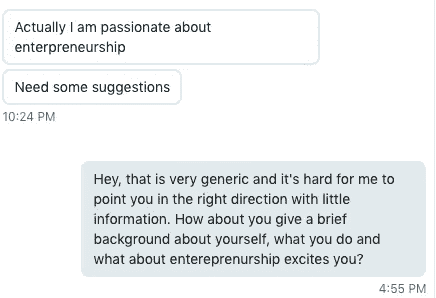 Actually I am passionate about
enterpreneurship
Need some suggestions
10:24 PM
Hey, that is very generic and it's hard for me to
point you in the right direction with little
information. How about you give a brief
background about yourself, what you do and
what about entereprenurship excites you?
4:55 PM